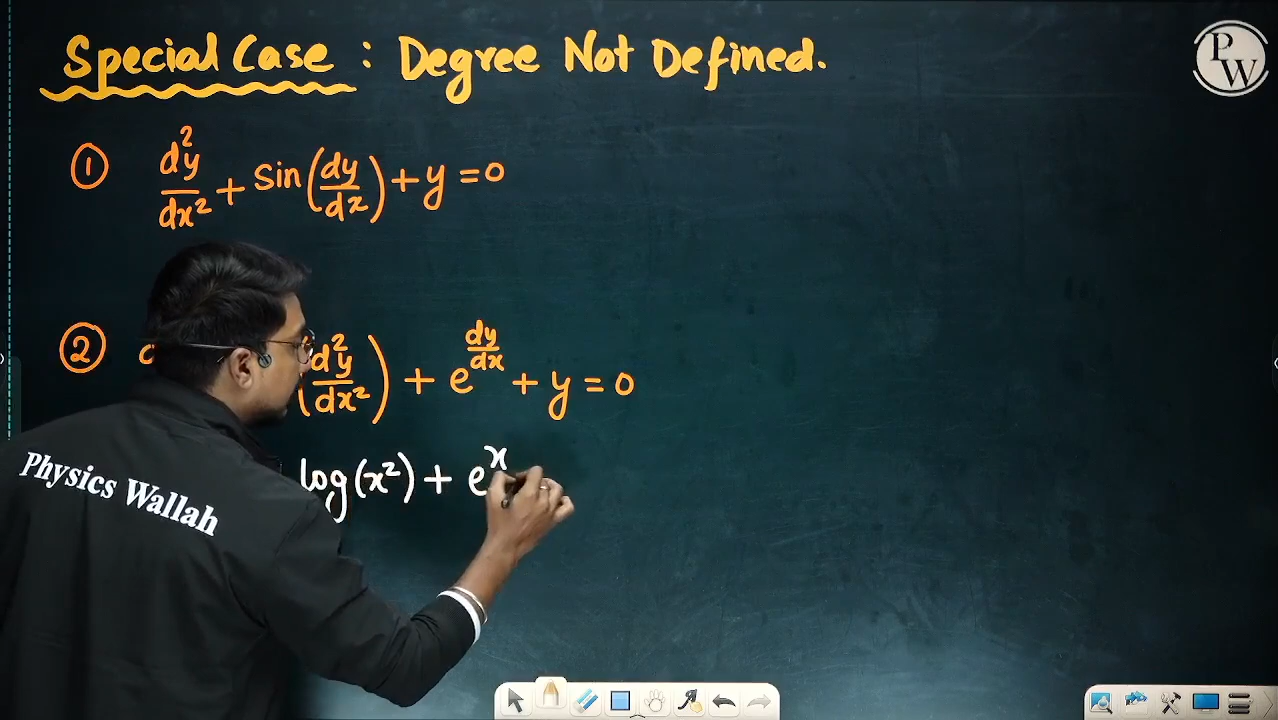 Special Case : Degree Not Defined.
PW
① d²y/dx² + Sin(dy/dx) + y = 0
② (d²y/dx²) + e^(dy/dx) + y = 0
log(x²) + e^x
Physics Wallah